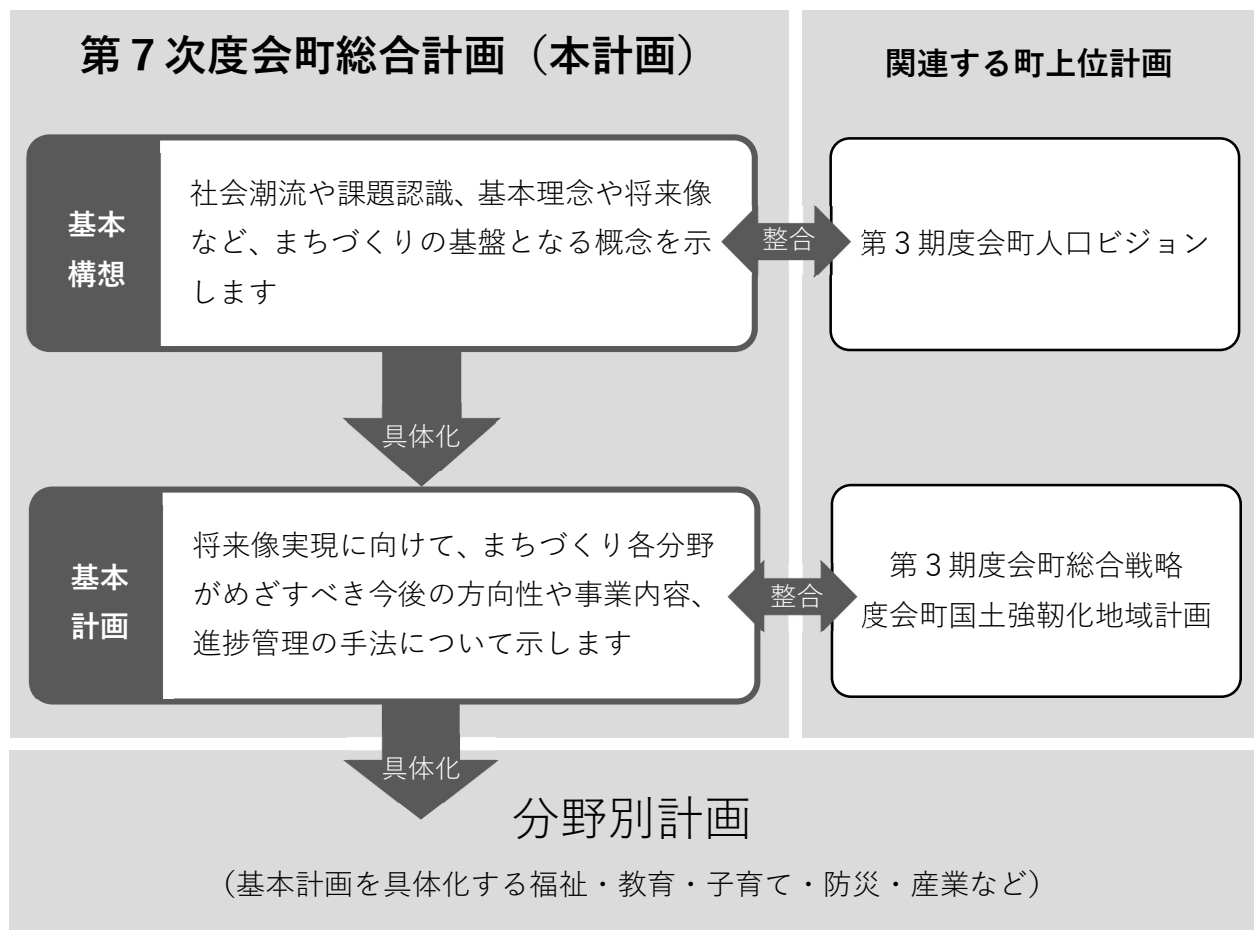 第７次度会町総合計画（本計画）
関連する町上位計画
基本
構想
社会潮流や課題認識、基本理念や将来像
など、まちづくりの基盤となる概念を示
します
整合
第３期度会町人口ビジョン
具体化
基本
計画
将来像実現に向けて、まちづくり各分野
がめざすべき今後の方向性や事業内容、
進捗管理の手法について示します
整合
第３期度会町総合戦略
度会町国土強靭化地域計画
具体化
分野別計画
（基本計画を具体化する福祉・教育・子育て・防災・産業など）